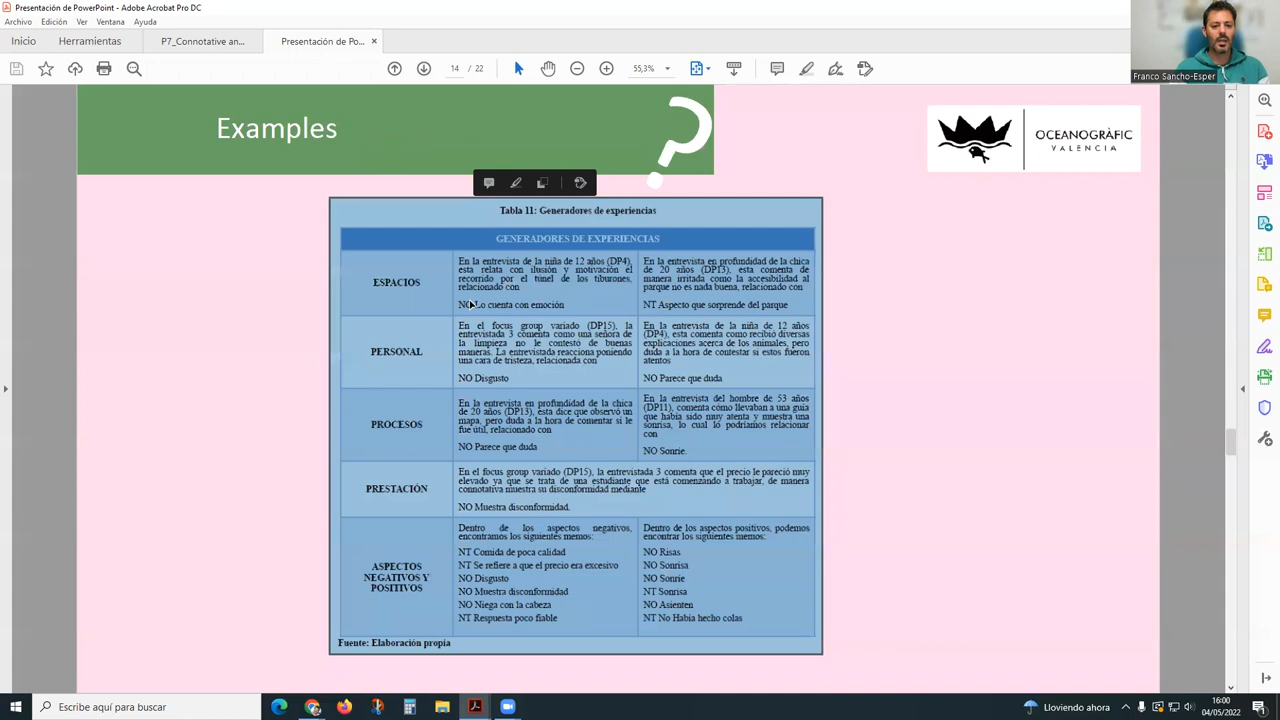 Presentación de PowerPoint - Adobe Acrobat Pro DC
Archivo Edición Ver Ventana Ayuda
Inicio Herramientas P7_Connotative an... Presentación de Po... ×
14 / 22 55,3%
Franco Sancho-Esper
Examples
?
OCEANOGRÀFIC
VALÈNCIA
Tabla 11: Generadores de experiencias
GENERADORES DE EXPERIENCIAS
ESPACIOS
En la entrevista de la niña de 12 años (DP4),
esta relata con ilusión y motivación el
recorrido por el túnel de los tiburones,
relacionado con
NO Lo cuenta con emoción
En la entrevista en profundidad de la chica
de 20 años (DP13), esta comenta de
manera irritada como la accesibilidad al
parque no es nada buena, relacionado con
NT Aspecto que sorprende del parque
PERSONAL
En el focus group variado (DP15), la
entrevistada 3 comenta como una señora de
la limpieza no le contestó de buenas
maneras. La entrevistada reacciona poniendo
una cara de tristeza, relacionada con
NO Disgusto
En la entrevista de la niña de 12 años
(DP4), esta comenta como recibió diversas
explicaciones acerca de los animales, pero
duda a la hora de contestar si estos fueron
atentos
NO Parece que duda
PROCESOS
En la entrevista en profundidad de la chica
de 20 años (DP13), esta dice que observó un
mapa, pero duda a la hora de comentar si le
fue útil, relacionado con
NO Parece que duda
En la entrevista del hombre de 53 años
(DP11), comenta cómo llevaban a una guía
que había sido muy atenta y muestra una
sonrisa, lo cual lo podríamos relacionar
con
NO Sonríe.
PRESTACIÓN
En el focus group variado (DP15), la entrevistada 3 comenta que el precio le pareció muy
elevado ya que se trata de una estudiante que está comenzando a trabajar, de manera
connotativa muestra su disconformidad mediante
NO Muestra disconformidad.
ASPECTOS
NEGATIVOS Y
POSITIVOS
Dentro de los aspectos negativos,
encontramos los siguientes memos:
NT Comida de poca calidad
NT Se refiere a que el precio era excesivo
NO Disgusto
NO Muestra disconformidad
NO Niega con la cabeza
NT Respuesta poco fiable
Dentro de los aspectos positivos, podemos
encontrar los siguientes memos:
NO Risas
NO Sonrisa
NO Sonríe
NT Sonrisa
NO Asienten
NT No Había hecho colas
Fuente: Elaboración propia
Escribe aquí para buscar
Lloviendo ahora
16:00
04/05/2022